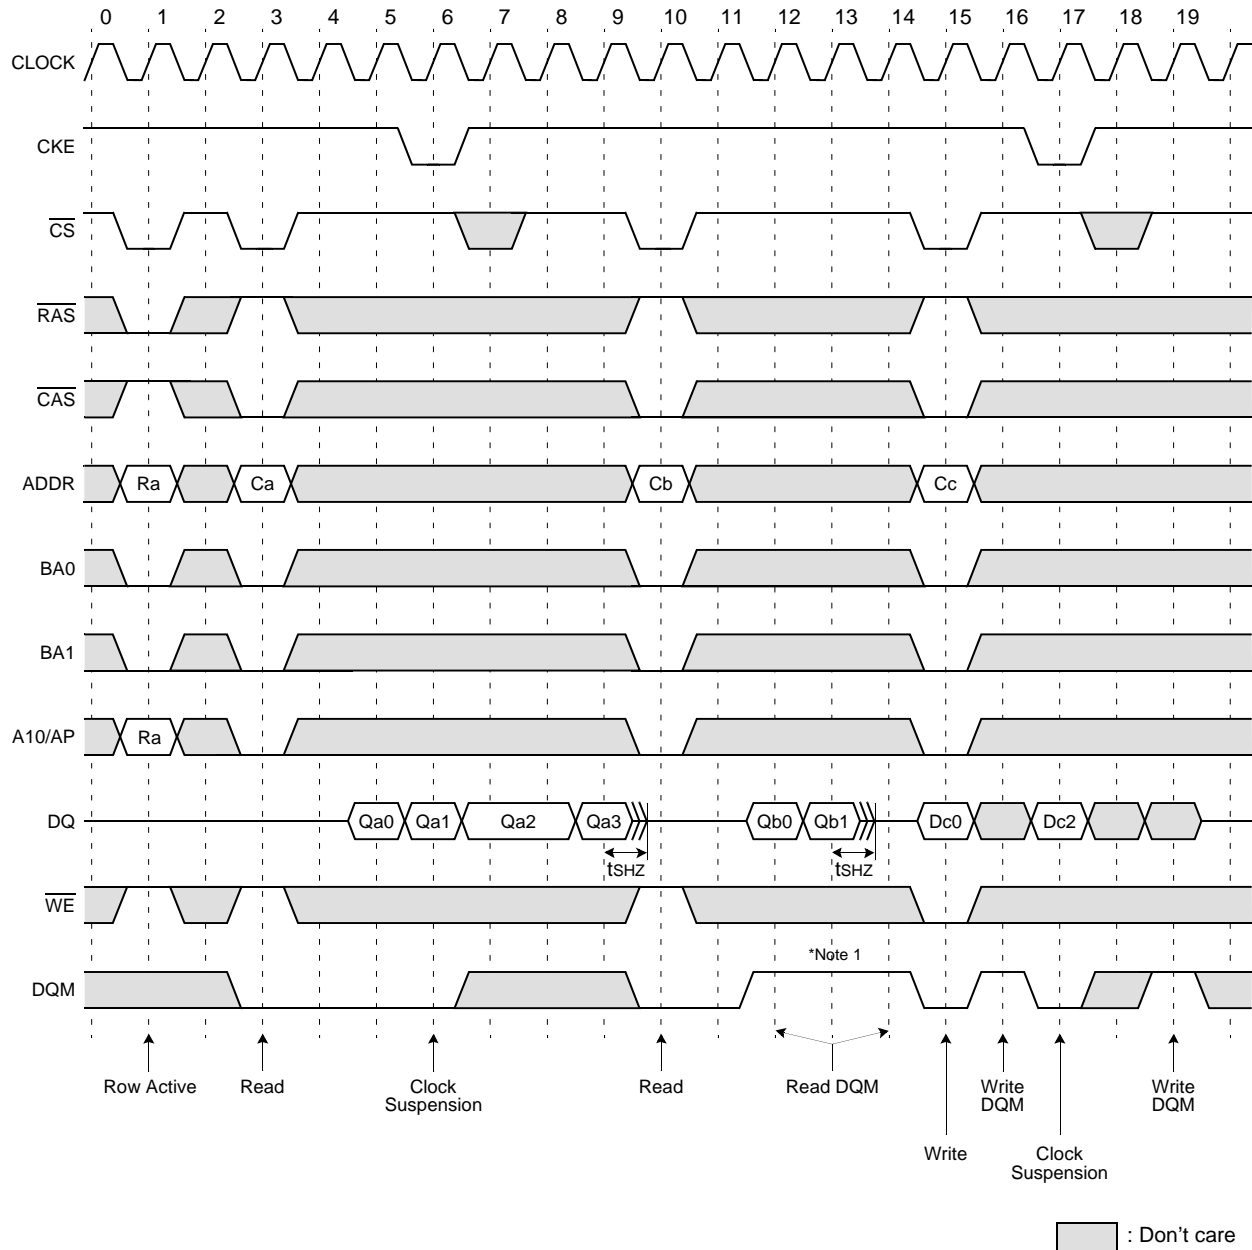 0 1 2 3 4 5 6 7 8 9 10 11 12 13 14 15 16 17 18 19
CLOCK
CKE
CS
RAS
CAS
ADDR Ra Ca Cb Cc
BA0
BA1
A10/AP Ra
DQ Qa0 Qa1 Qa2 Qa3 Qb0 Qb1 Dc0 Dc2
tSHZ tSHZ
WE
*Note 1
DQM
Row Active Read Clock Read Read DQM Write Write
Suspension DQM DQM
Write Clock
Suspension
: Don't care